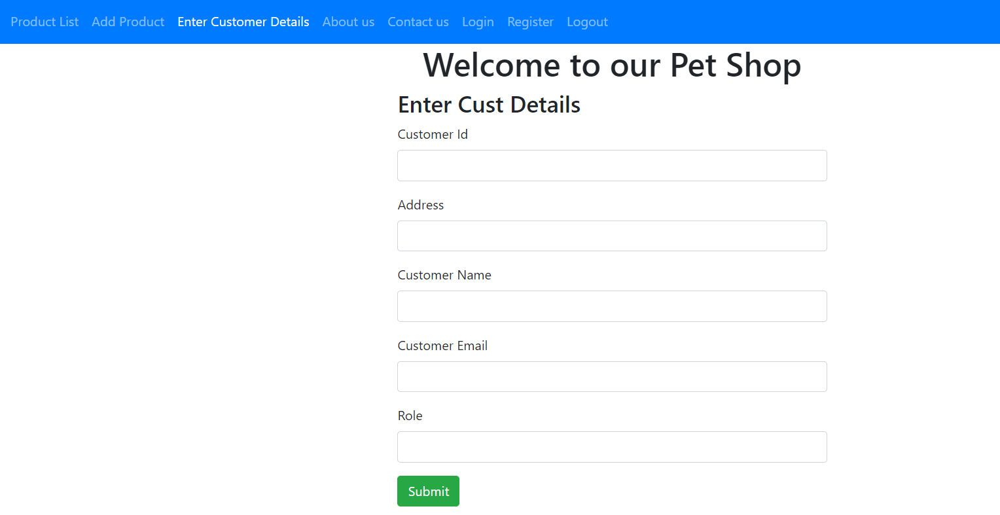 Product List Add Product Enter Customer Details About us Contact us Login Register Logout
Welcome to our Pet Shop
Enter Cust Details
Customer Id
Address
Customer Name
Customer Email
Role
Submit